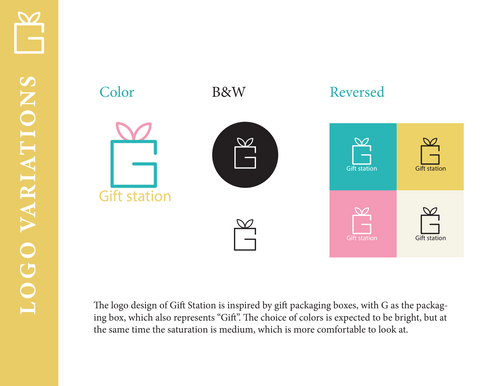 LOGO VARIATIONS
Color
B&W
Reversed
Gift station
Gift station
Gift station
Gift station
Gift station
The logo design of Gift Station is inspired by gift packaging boxes, with G as the packag-
ing box, which also represents “Gift”. The choice of colors is expected to be bright, but at
the same time the saturation is medium, which is more comfortable to look at.